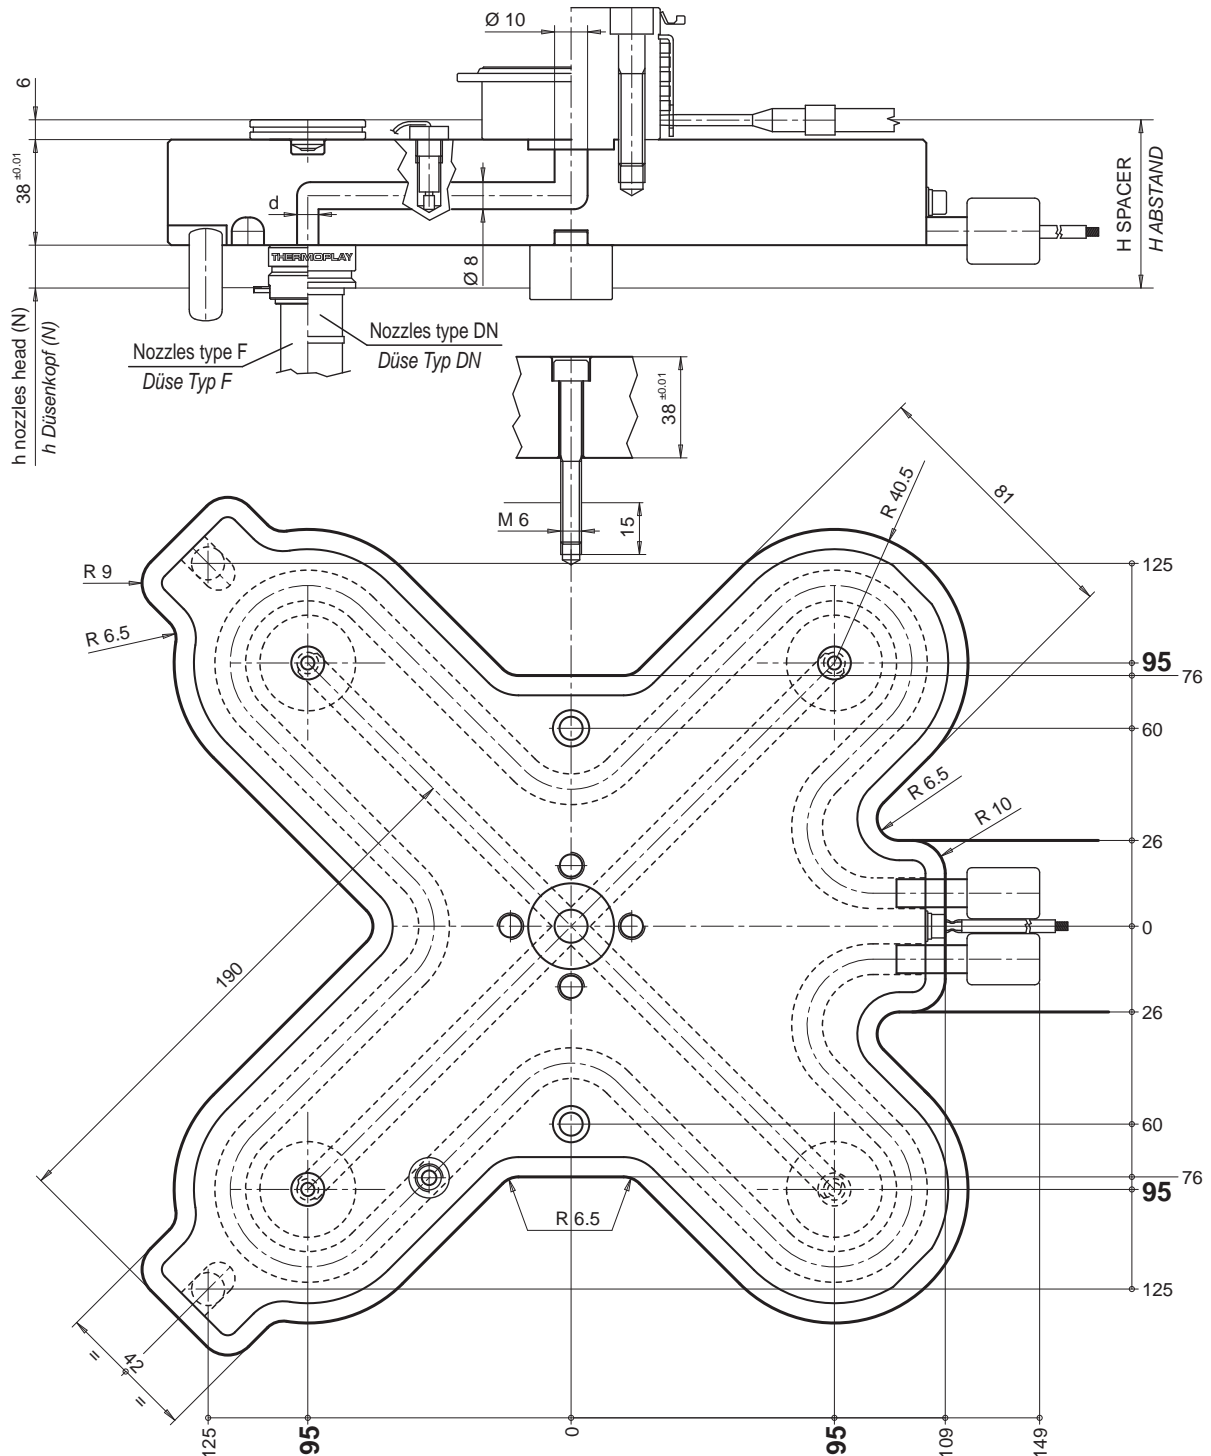 Ø 10
6
38 ±0.01
d
THERMOPLAY
Ø 8
H SPACER
H ABSTAND
Nozzles type DN
Düse Typ DN
Nozzles type F
Düse Typ F
h nozzles head (N)
h Düsenkopf (N)
38 ±0.01
M 6
15
R 40.5
81
R 9
R 6.5
125
95
76
60
R 6.5
R 10
26
0
26
190
60
76
95
R 6.5
125
42
=
=
125
95
0
95
109
149